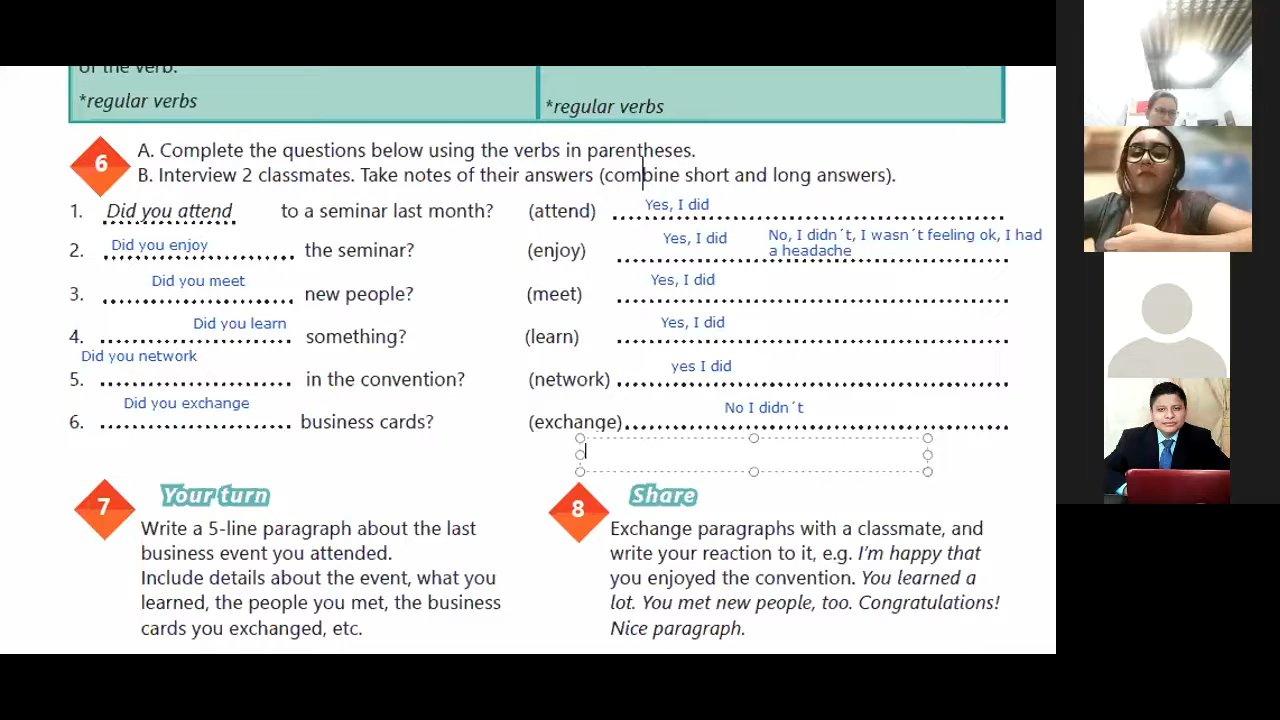 of the verb.
*regular verbs
*regular verbs
6
A. Complete the questions below using the verbs in parentheses.
B. Interview 2 classmates. Take notes of their answers (combine short and long answers).
1. Did you attend to a seminar last month? (attend) Yes, I did
2. Did you enjoy the seminar? (enjoy) Yes, I did No, I didn´t, I wasn´t feeling ok, I had
a headache
3. Did you meet new people? (meet) Yes, I did
4. Did you learn something? (learn) Yes, I did
5. Did you network in the convention? (network) yes I did
6. Did you exchange business cards? (exchange) No I didn´t
7 Your turn
Write a 5-line paragraph about the last
business event you attended.
Include details about the event, what you
learned, the people you met, the business
cards you exchanged, etc.
8 Share
Exchange paragraphs with a classmate, and
write your reaction to it, e.g. I’m happy that
you enjoyed the convention. You learned a
lot. You met new people, too. Congratulations!
Nice paragraph.